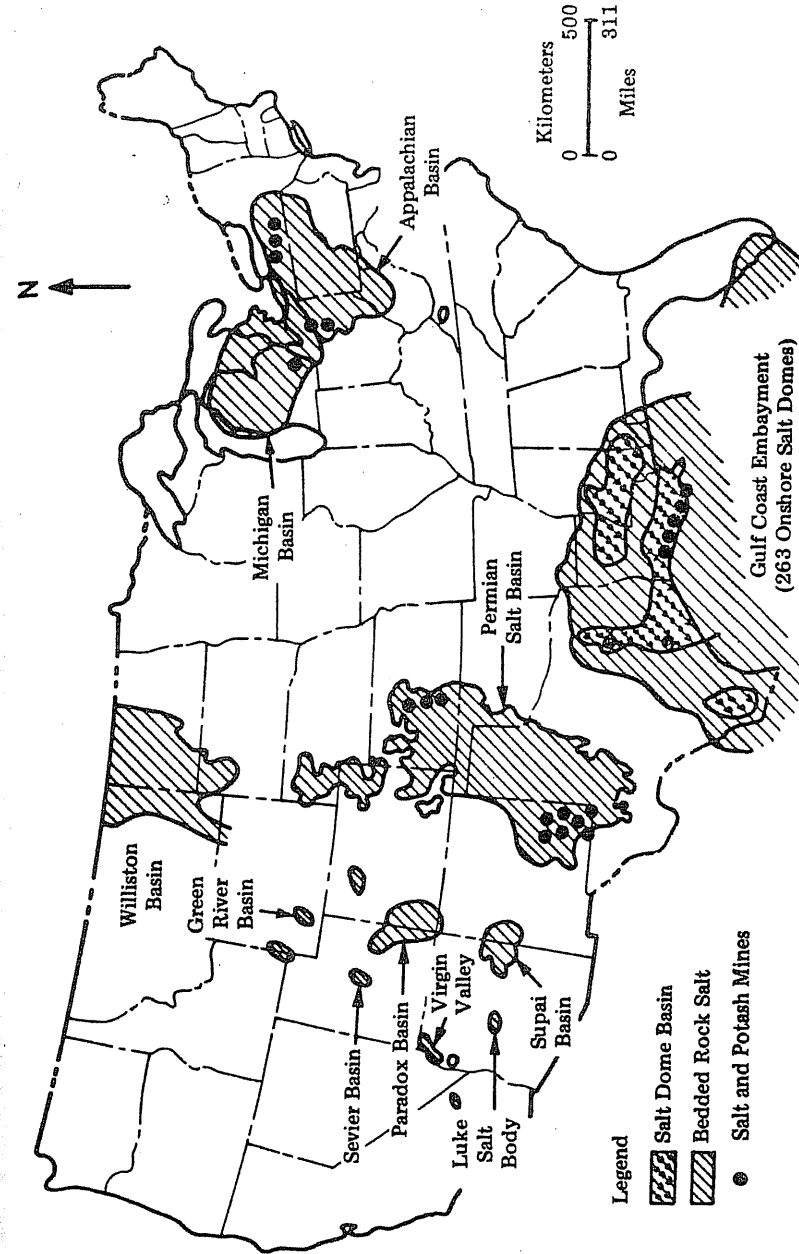 N
Williston
Basin
Green
River
Basin
Sevier Basin
Paradox Basin
Virgin
Valley
Luke
Salt
Body
Supai
Basin
Michigan
Basin
Permian
Salt Basin
Appalachian
Basin
Gulf Coast Embayment
(263 Onshore Salt Domes)
Kilometers
0 500
0 311
Miles
Legend
Salt Dome Basin
Bedded Rock Salt
Salt and Potash Mines